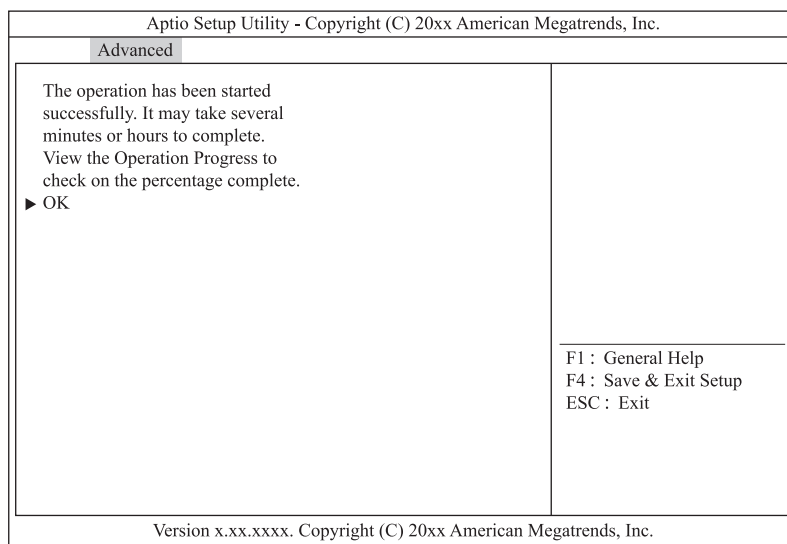 Aptio Setup Utility - Copyright (C) 20xx American Megatrends, Inc.
Advanced
The operation has been started
successfully. It may take several
minutes or hours to complete.
View the Operation Progress to
check on the percentage complete.
▶ OK
F1 : General Help
F4 : Save & Exit Setup
ESC : Exit
Version x.xx.xxxx. Copyright (C) 20xx American Megatrends, Inc.